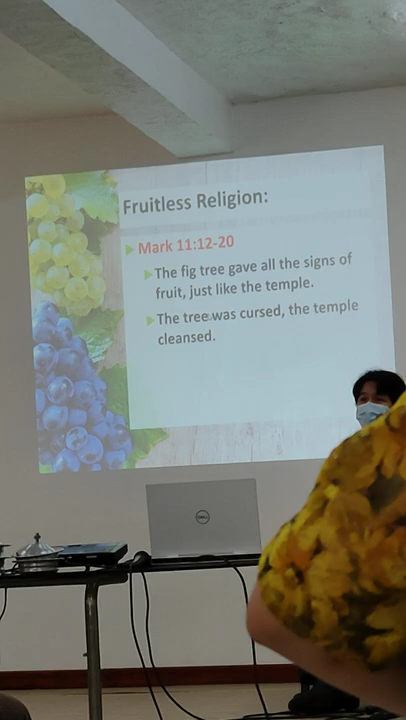 Fruitless Religion:
Mark 11:12-20
The fig tree gave all the signs of
fruit, just like the temple.
The tree was cursed, the temple
cleansed.
DELL